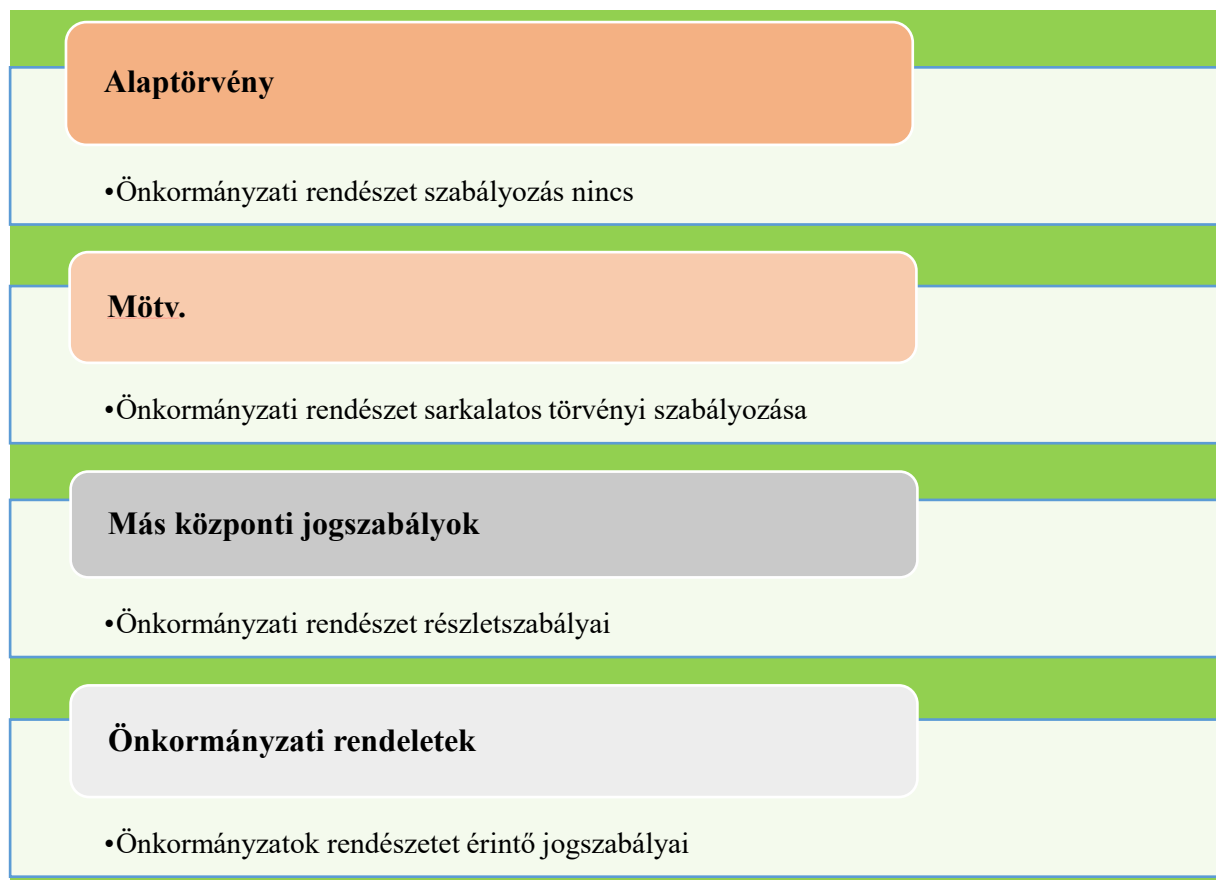 Alaptörvény
•Önkormányzati rendészet szabályozás nincs
Mötv.
•Önkormányzati rendészet sarkalatos törvényi szabályozása
Más központi jogszabályok
•Önkormányzati rendészet részletszabályai
Önkormányzati rendeletek
•Önkormányzatok rendészetet érintő jogszabályai